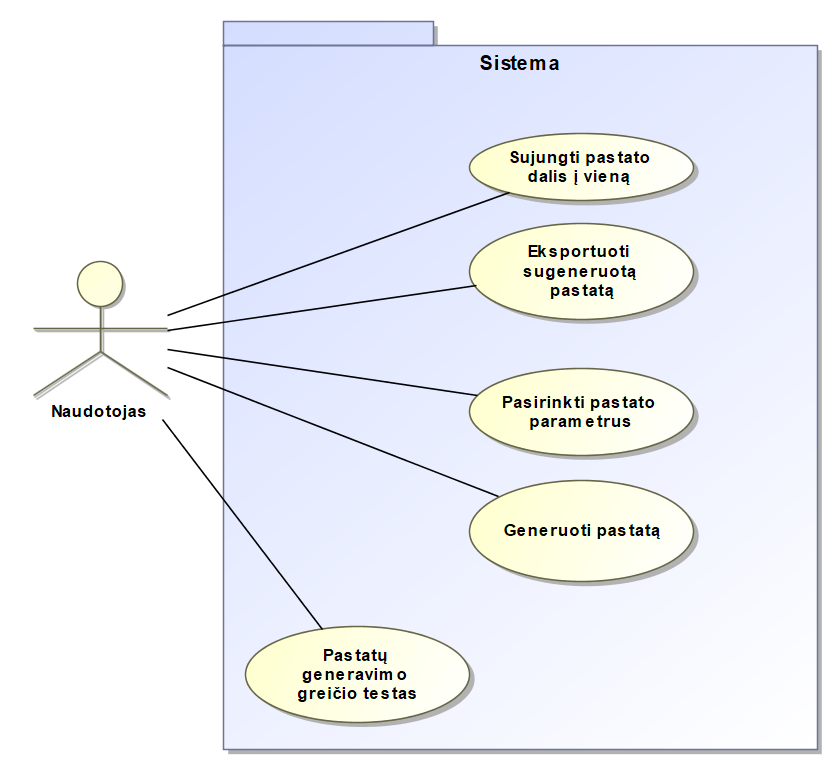 Sistema
Sujungti pastato
dalis į vieną
Eksportuoti
sugeneruotą
pastatą
Naudotojas
Pasirinkti pastato
parametrus
Generuoti pastatą
Pastatų
generavimo
greičio testas